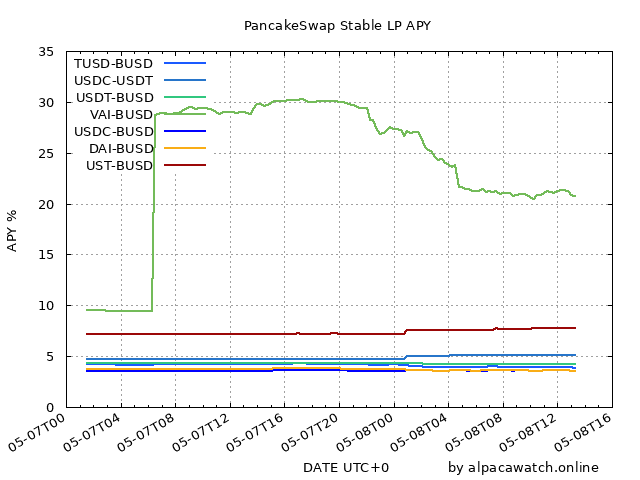 PancakeSwap Stable LP APY
35
30
25
20
15
10
5
0
APY %
TUSD-BUSD
USDC-USDT
USDT-BUSD
VAI-BUSD
USDC-BUSD
DAI-BUSD
UST-BUSD
05-07T00
05-07T04
05-07T08
05-07T12
05-07T16
05-07T20
05-08T00
05-08T04
05-08T08
05-08T12
05-08T16
DATE UTC+0
by alpacawatch.online